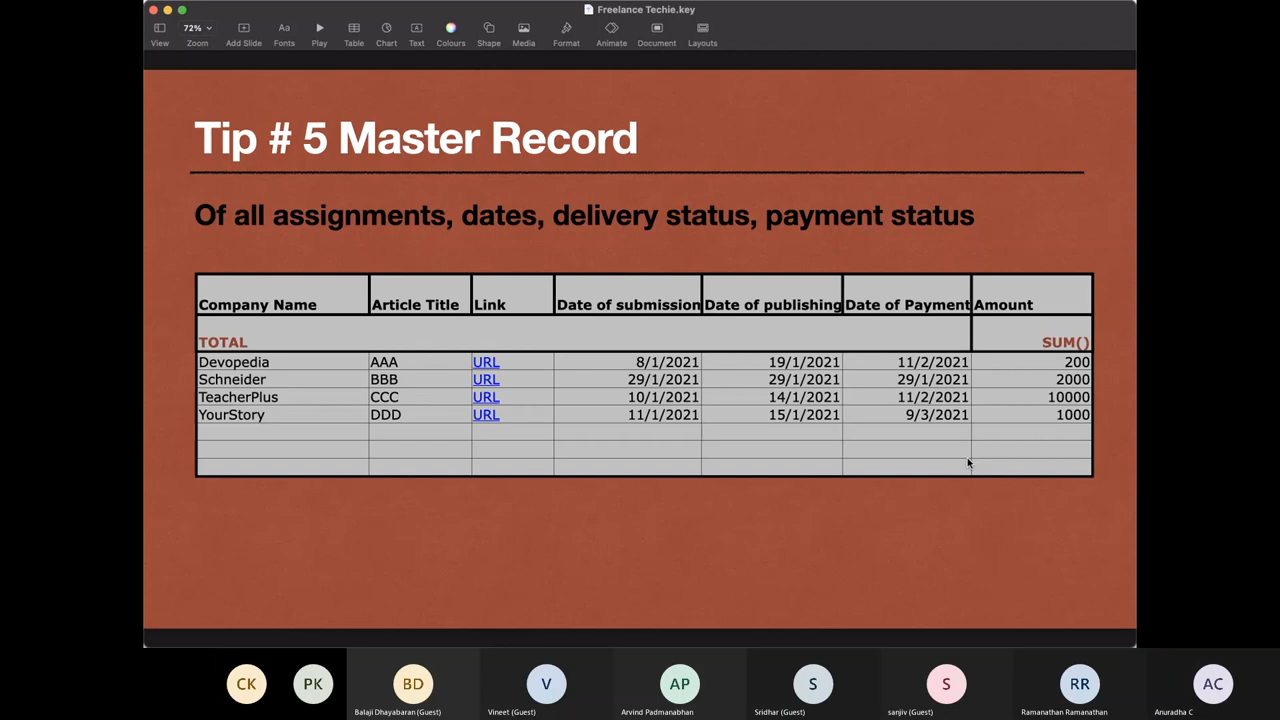 Freelance Techie.key
72%
View Zoom Add Slide Fonts Play Table Chart Text Colours Shape Media Format Animate Document Layouts
Tip # 5 Master Record
Of all assignments, dates, delivery status, payment status
Company Name Article Title Link Date of submission Date of publishing Date of Payment Amount
TOTAL SUM()
Devopedia AAA URL 8/1/2021 19/1/2021 11/2/2021 200
Schneider BBB URL 29/1/2021 29/1/2021 29/1/2021 2000
TeacherPlus CCC URL 10/1/2021 14/1/2021 11/2/2021 10000
YourStory DDD URL 11/1/2021 15/1/2021 9/3/2021 1000
CK PK BD V AP S S RR AC
Balaji Dhayabaran (Guest) Vineet (Guest) Arvind Padmanabhan Sridhar (Guest) sanjiv (Guest) Ramanathan Ramanathan Anuradha C